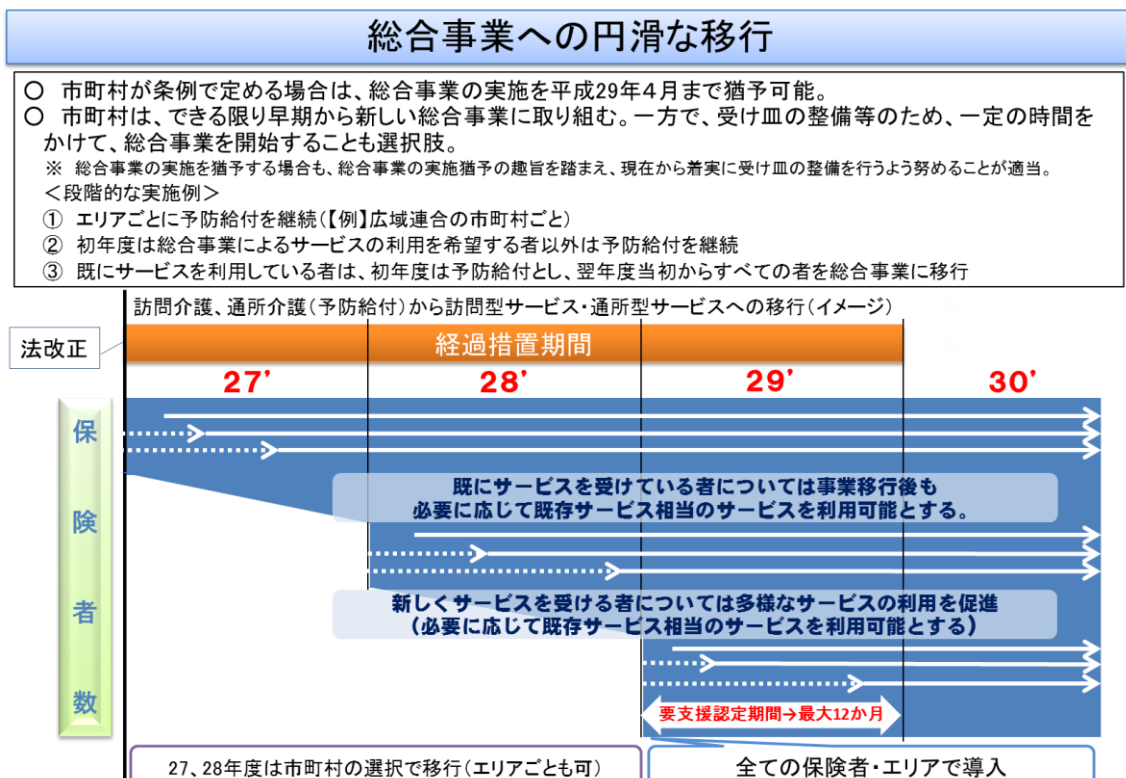 総合事業への円滑な移行
○ 市町村が条例で定める場合は、総合事業の実施を平成29年4月まで猶予可能。
○ 市町村は、できる限り早期から新しい総合事業に取り組む。一方で、受け皿の整備等のため、一定の時間を
かけて、総合事業を開始することも選択肢。
※ 総合事業の実施を猶予する場合も、総合事業の実施猶予の趣旨を踏まえ、現在から着実に受け皿の整備を行うよう努めることが適当。
<段階的な実施例>
① エリアごとに予防給付を継続(【例】広域連合の市町村ごと)
② 初年度は総合事業によるサービスの利用を希望する者以外は予防給付を継続
③ 既にサービスを利用している者は、初年度は予防給付とし、翌年度当初からすべての者を総合事業に移行
訪問介護、通所介護(予防給付)から訪問型サービス・通所型サービスへの移行(イメージ)
法改正
経過措置期間
27’ 28’ 29’ 30’
保険者数
既にサービスを受けている者については事業移行後も
必要に応じて既存サービス相当のサービスを利用可能とする。
新しくサービスを受ける者については多様なサービスの利用を促進
(必要に応じて既存サービス相当のサービスを利用可能とする)
要支援認定期間→最大12か月
27、28年度は市町村の選択で移行(エリアごとも可)
全ての保険者・エリアで導入